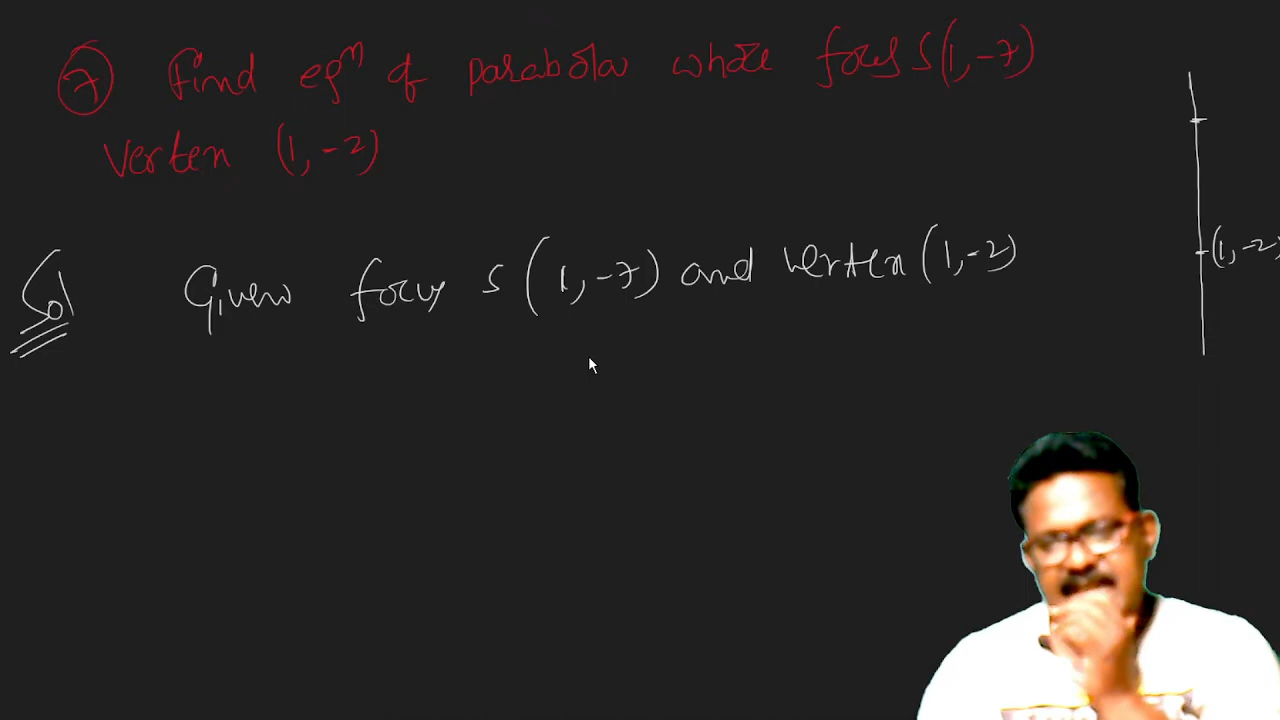 7 Find eqn of parabola whose focus S(1, -7)
Vertex (1, -2)
Sol Given focus S (1, -7) and vertex (1, -2)
(1, -2)